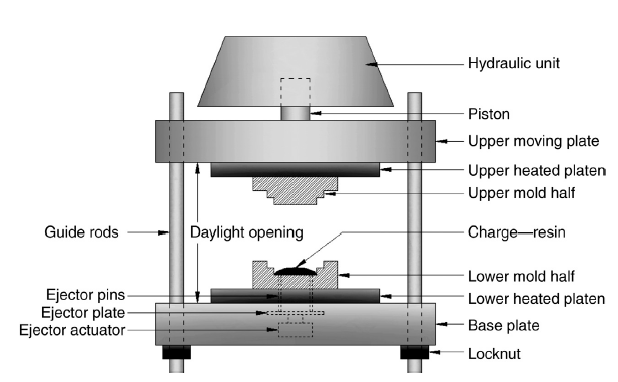 Hydraulic unit
Piston
Upper moving plate
Upper heated platen
Upper mold half
Guide rods
Daylight opening
Charge—resin
Lower mold half
Ejector pins
Lower heated platen
Ejector plate
Base plate
Ejector actuator
Locknut